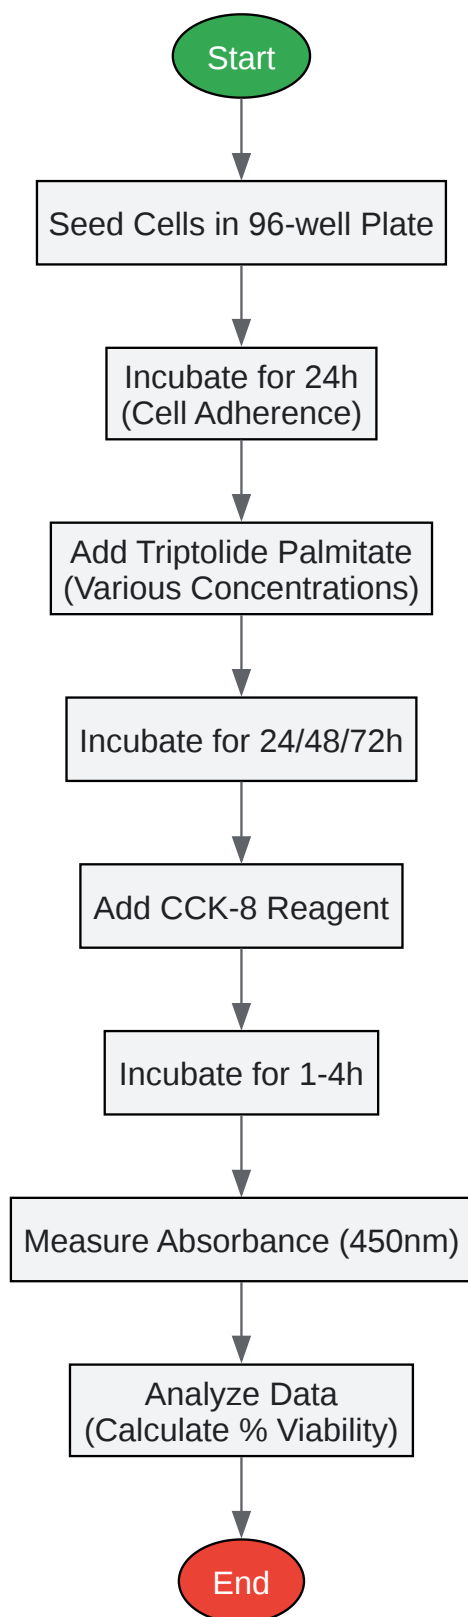 Start
Seed Cells in 96-well Plate
Incubate for 24h
(Cell Adherence)
Add Triptolide Palmitate
(Various Concentrations)
Incubate for 24/48/72h
Add CCK-8 Reagent
Incubate for 1-4h
Measure Absorbance (450nm)
Analyze Data
(Calculate % Viability)
End